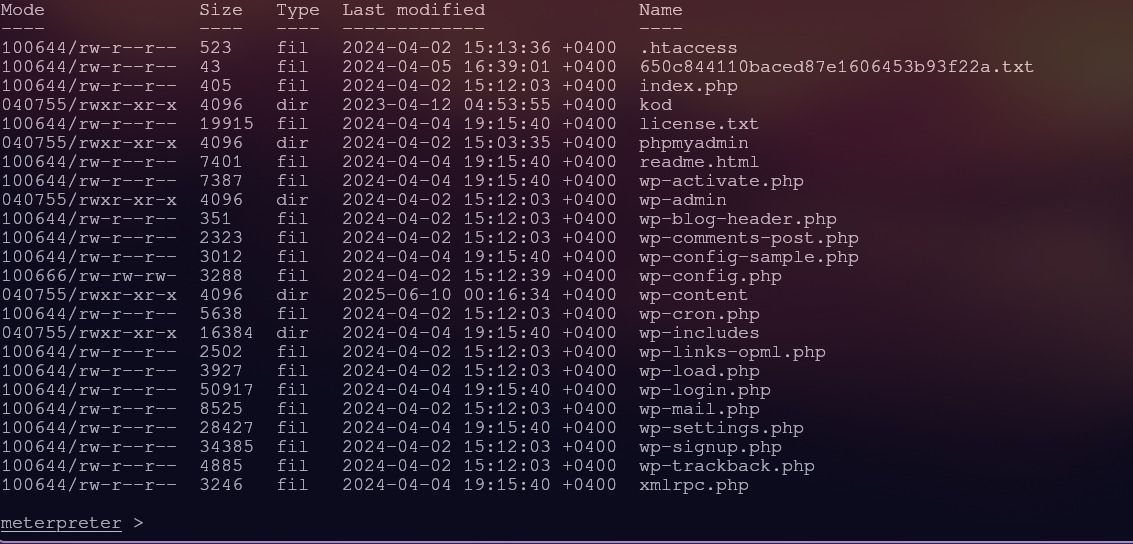 Mode Size Type Last modified Name
---- ---- ---- ------------- ----
100644/rw-r--r-- 523 fil 2024-04-02 15:13:36 +0400 .htaccess
100644/rw-r--r-- 43 fil 2024-04-05 16:39:01 +0400 650c844110baced87e1606453b93f22a.txt
100644/rw-r--r-- 405 fil 2024-04-02 15:12:03 +0400 index.php
040755/rwxr-xr-x 4096 dir 2023-04-12 04:53:55 +0400 kod
100644/rw-r--r-- 19915 fil 2024-04-04 19:15:40 +0400 license.txt
040755/rwxr-xr-x 4096 dir 2024-04-02 15:03:35 +0400 phpmyadmin
100644/rw-r--r-- 7401 fil 2024-04-04 19:15:40 +0400 readme.html
100644/rw-r--r-- 7387 fil 2024-04-04 19:15:40 +0400 wp-activate.php
040755/rwxr-xr-x 4096 dir 2024-04-02 15:12:03 +0400 wp-admin
100644/rw-r--r-- 351 fil 2024-04-02 15:12:03 +0400 wp-blog-header.php
100644/rw-r--r-- 2323 fil 2024-04-02 15:12:03 +0400 wp-comments-post.php
100644/rw-r--r-- 3012 fil 2024-04-04 19:15:40 +0400 wp-config-sample.php
100666/rw-rw-rw- 3288 fil 2024-04-02 15:12:39 +0400 wp-config.php
040755/rwxr-xr-x 4096 dir 2025-06-10 00:16:34 +0400 wp-content
100644/rw-r--r-- 5638 fil 2024-04-02 15:12:03 +0400 wp-cron.php
040755/rwxr-xr-x 16384 dir 2024-04-04 19:15:40 +0400 wp-includes
100644/rw-r--r-- 2502 fil 2024-04-02 15:12:03 +0400 wp-links-opml.php
100644/rw-r--r-- 3927 fil 2024-04-02 15:12:03 +0400 wp-load.php
100644/rw-r--r-- 50917 fil 2024-04-04 19:15:40 +0400 wp-login.php
100644/rw-r--r-- 8525 fil 2024-04-02 15:12:03 +0400 wp-mail.php
100644/rw-r--r-- 28427 fil 2024-04-04 19:15:40 +0400 wp-settings.php
100644/rw-r--r-- 34385 fil 2024-04-02 15:12:03 +0400 wp-signup.php
100644/rw-r--r-- 4885 fil 2024-04-02 15:12:03 +0400 wp-trackback.php
100644/rw-r--r-- 3246 fil 2024-04-04 19:15:40 +0400 xmlrpc.php
meterpreter >